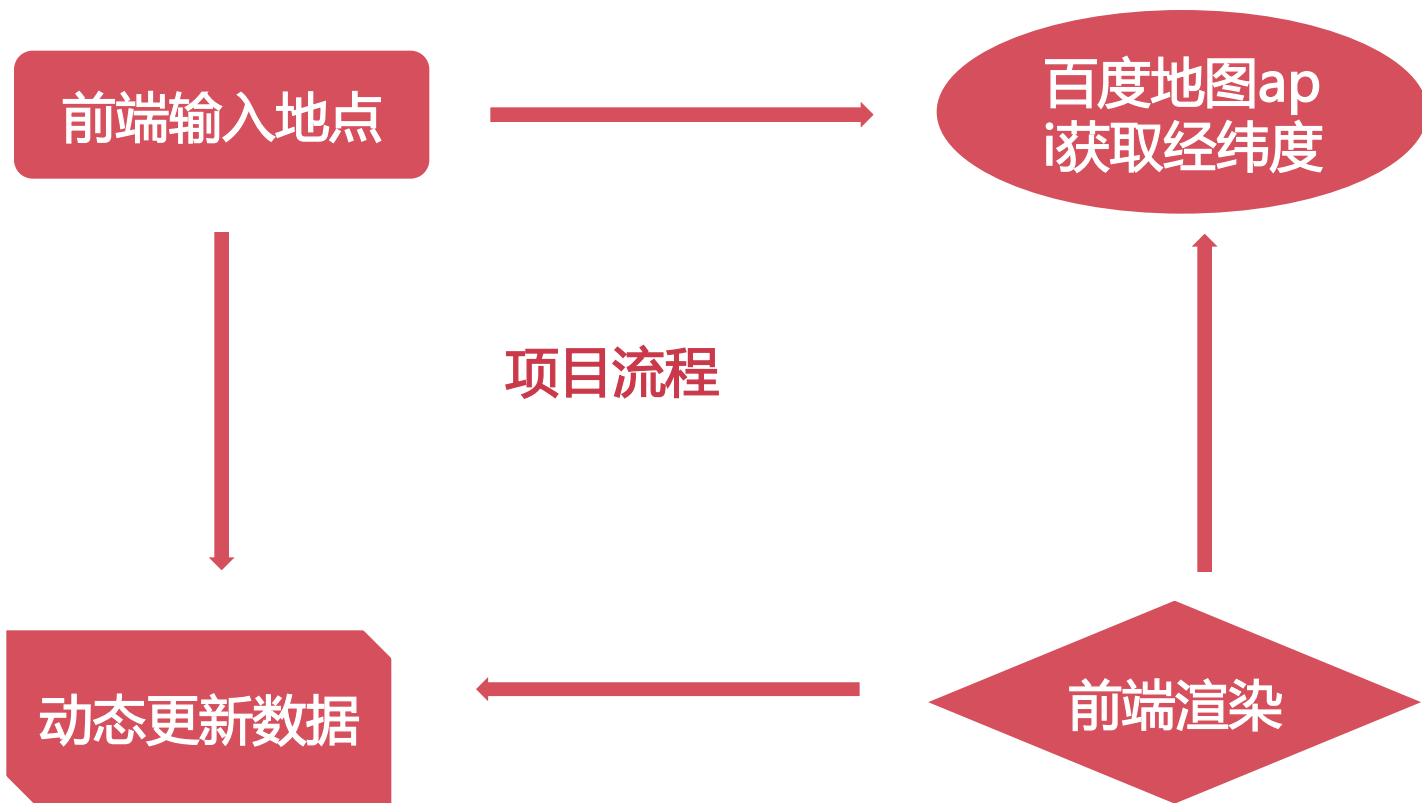 前端输入地点
百度地图ap
i获取经纬度
项目流程
动态更新数据
前端渲染